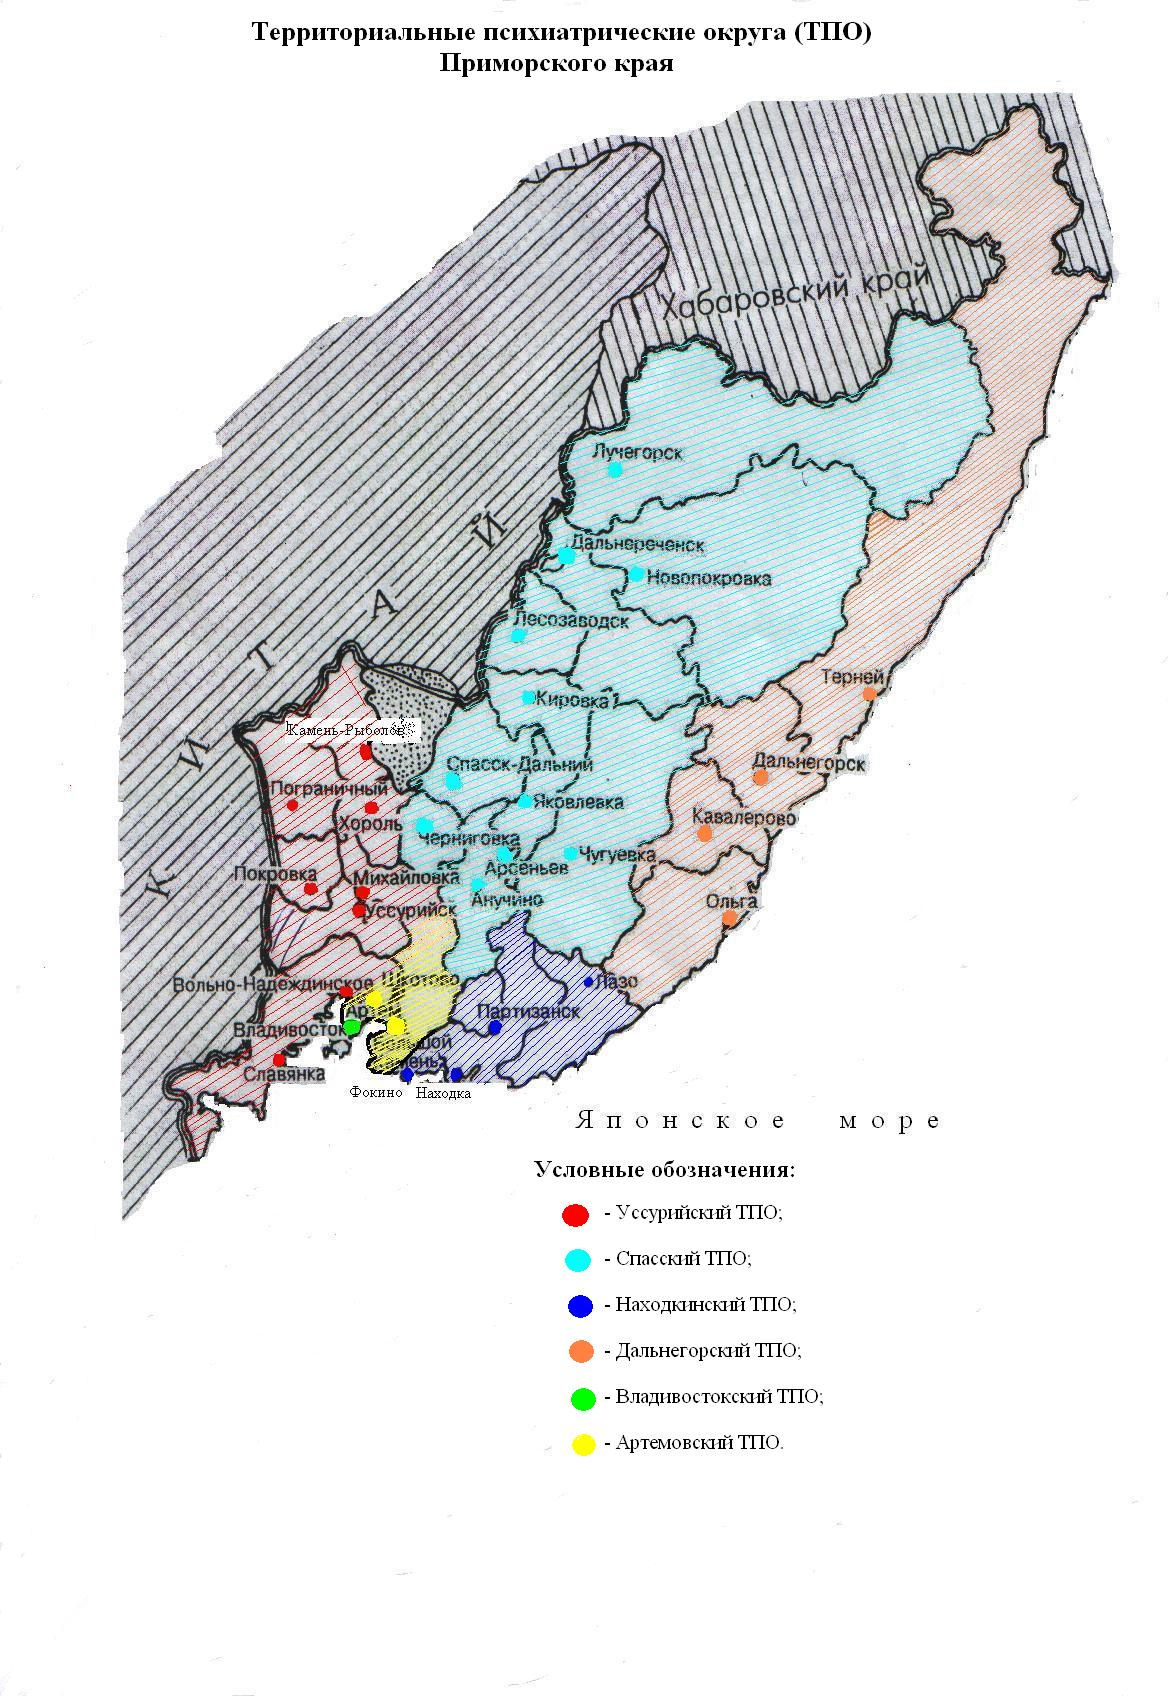 Территориальные психиатрические округа (ТПО)
Приморского края
Хабаровский край
КИТАЙ
Лучегорск
Дальнереченск
Новопокровка
Лесозаводск
Терней
Кировка
Камень-Рыболов
Спасск-Дальний
Дальнегорск
Пограничный
Яковлевка
Хороль
Кавалерово
Черниговка
Чугуевка
Арсеньев
Покровка
Михайловка
Анучино
Ольга
Уссурийск
Вольно-Надеждинское
Шкотово
Лазо
Артем
Партизанск
Владивосток
Большой
Камень
Славянка
Фокино
Находка
Японское море
Условные обозначения:
- Уссурийский ТПО;
- Спасский ТПО;
- Находкинский ТПО;
- Дальнегорский ТПО;
- Владивостокский ТПО;
- Артемовский ТПО.